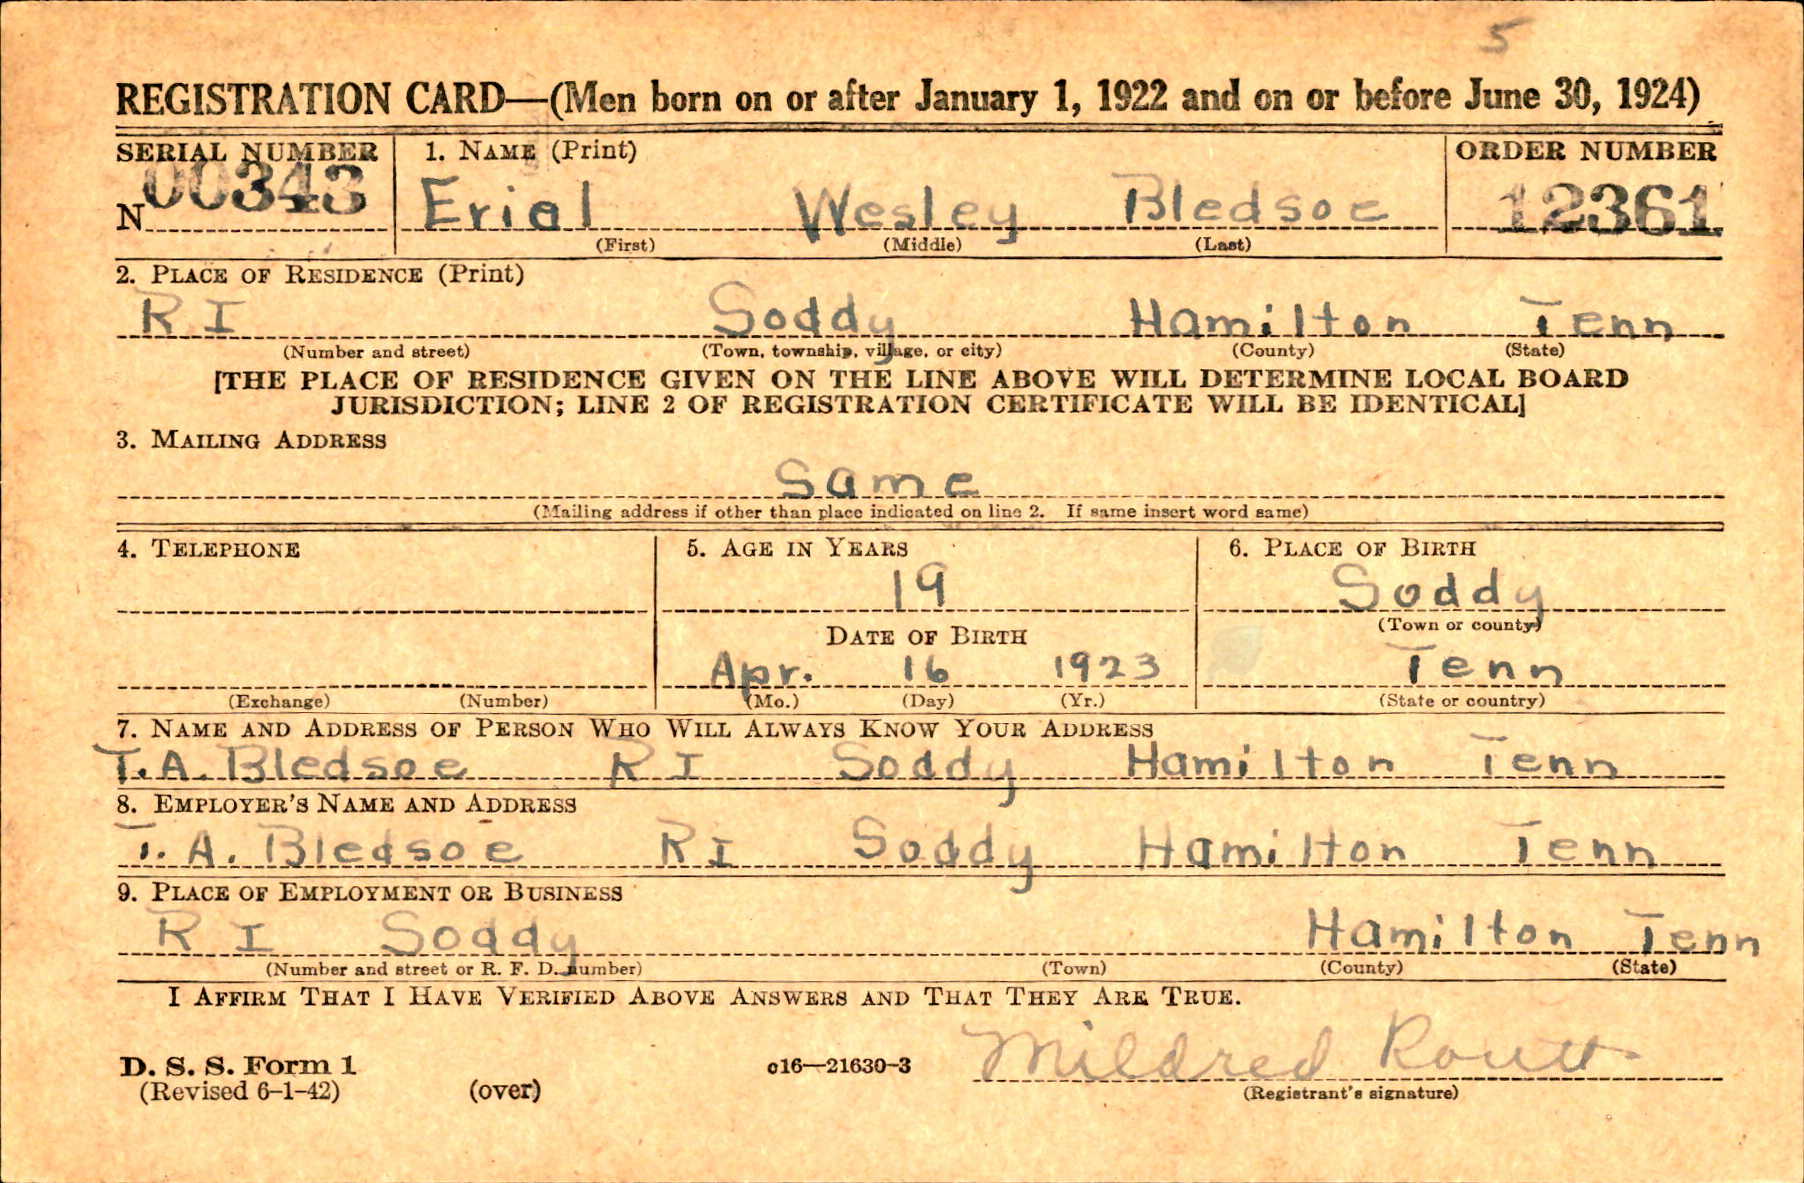 5
REGISTRATION CARD—(Men born on or after January 1, 1922 and on or before June 30, 1924)
SERIAL NUMBER 1. NAME (Print) ORDER NUMBER
N 00343 Erial Wesley Bledsoe 12361
(First) (Middle) (Last)
2. PLACE OF RESIDENCE (Print)
R I Soddy Hamilton Tenn
(Number and street) (Town, township, village, or city) (County) (State)
[THE PLACE OF RESIDENCE GIVEN ON THE LINE ABOVE WILL DETERMINE LOCAL BOARD
JURISDICTION; LINE 2 OF REGISTRATION CERTIFICATE WILL BE IDENTICAL]
3. MAILING ADDRESS
Same
(Mailing address if other than place indicated on line 2. If same insert word same)
4. TELEPHONE 5. AGE IN YEARS 6. PLACE OF BIRTH
19 Soddy
DATE OF BIRTH (Town or county)
Apr. 16 1923 Tenn
(Exchange) (Number) (Mo.) (Day) (Yr.) (State or country)
7. NAME AND ADDRESS OF PERSON WHO WILL ALWAYS KNOW YOUR ADDRESS
T. A. Bledsoe R I Soddy Hamilton Tenn
8. EMPLOYER'S NAME AND ADDRESS
T. A. Bledsoe R I Soddy Hamilton Tenn
9. PLACE OF EMPLOYMENT OR BUSINESS
R I Soddy Hamilton Tenn
(Number and street or R. F. D. number) (Town) (County) (State)
I AFFIRM THAT I HAVE VERIFIED ABOVE ANSWERS AND THAT THEY ARE TRUE.
D. S. S. Form 1 c16—21630-3 Mildred
(Revised 6-1-42) (over) (Registrant's signature)